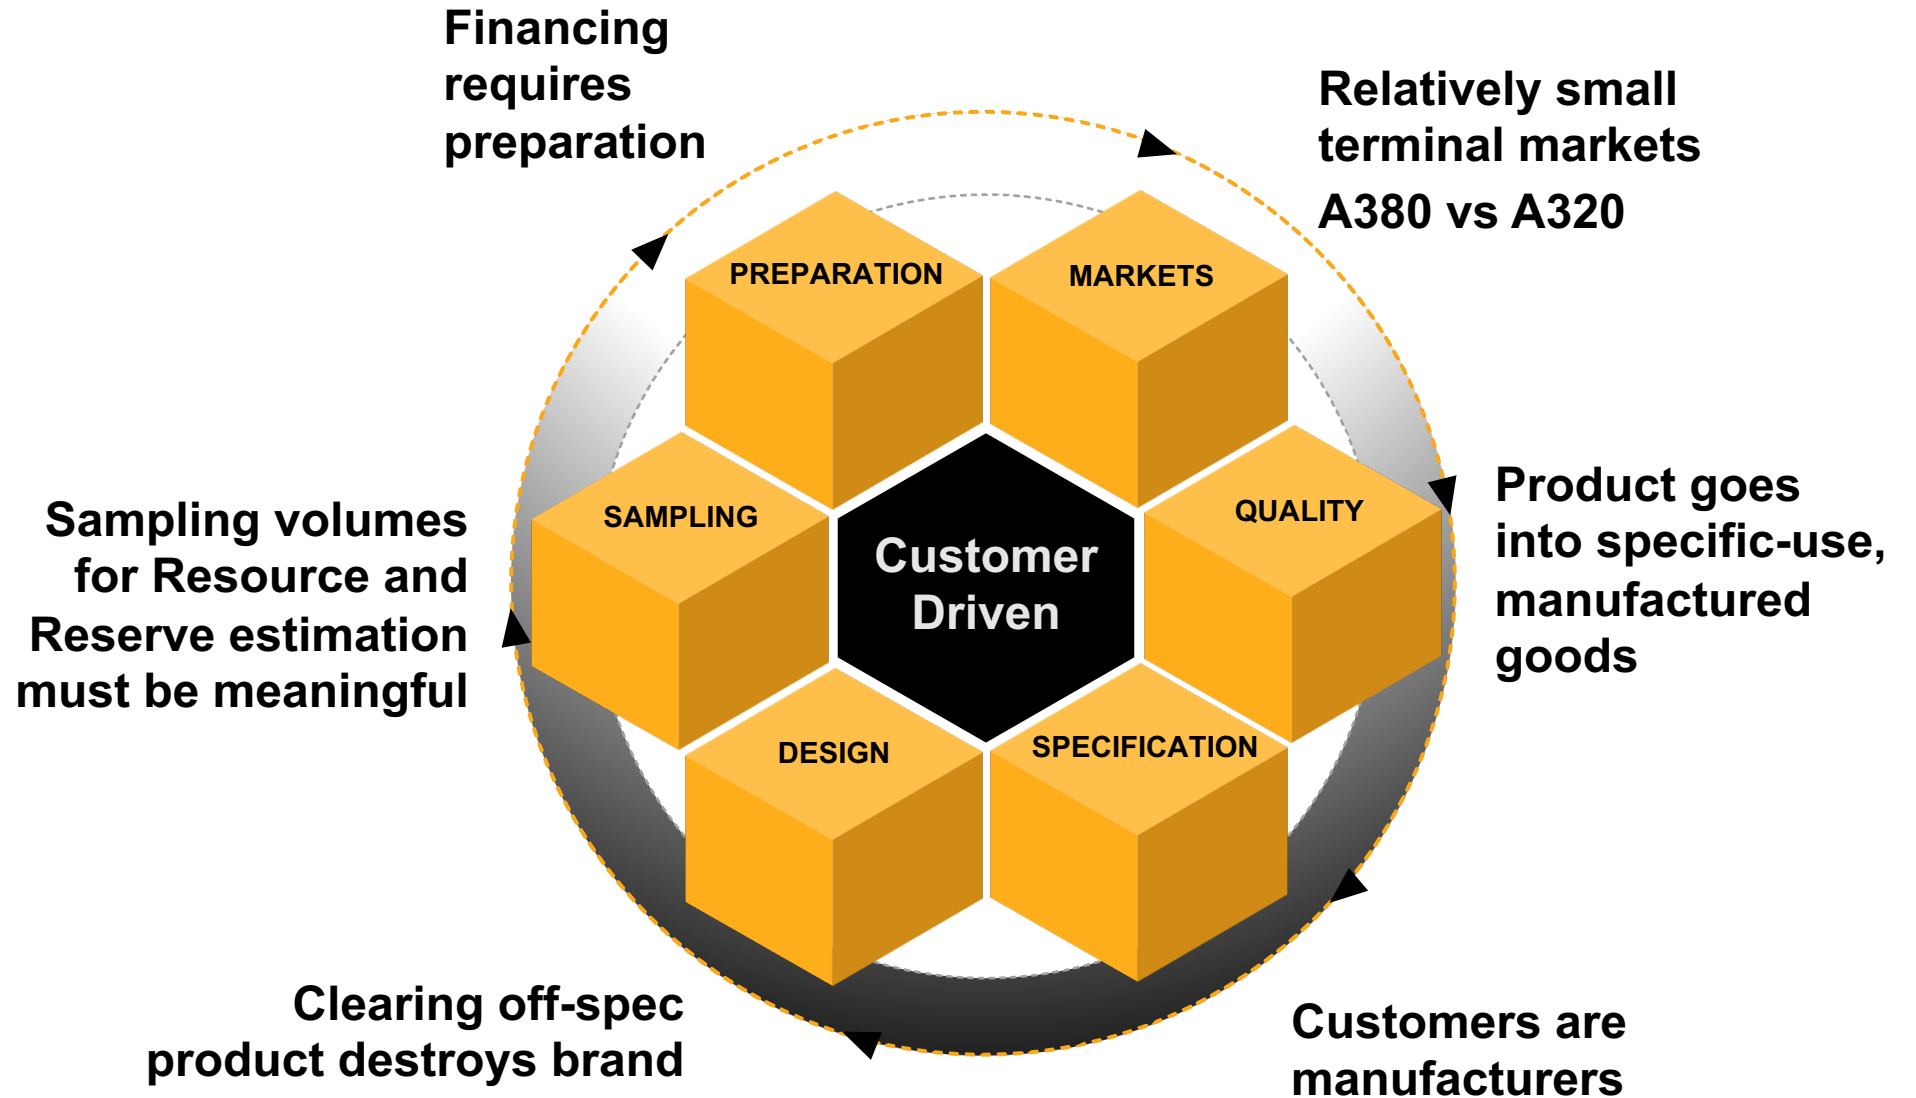 Financing
requires
preparation
Relatively small
terminal markets
A380 vs A320
PREPARATION
MARKETS
SAMPLING
QUALITY
Customer
Driven
DESIGN
SPECIFICATION
Sampling volumes
for Resource and
Reserve estimation
must be meaningful
Product goes
into specific-use,
manufactured
goods
Clearing off-spec
product destroys brand
Customers are
manufacturers